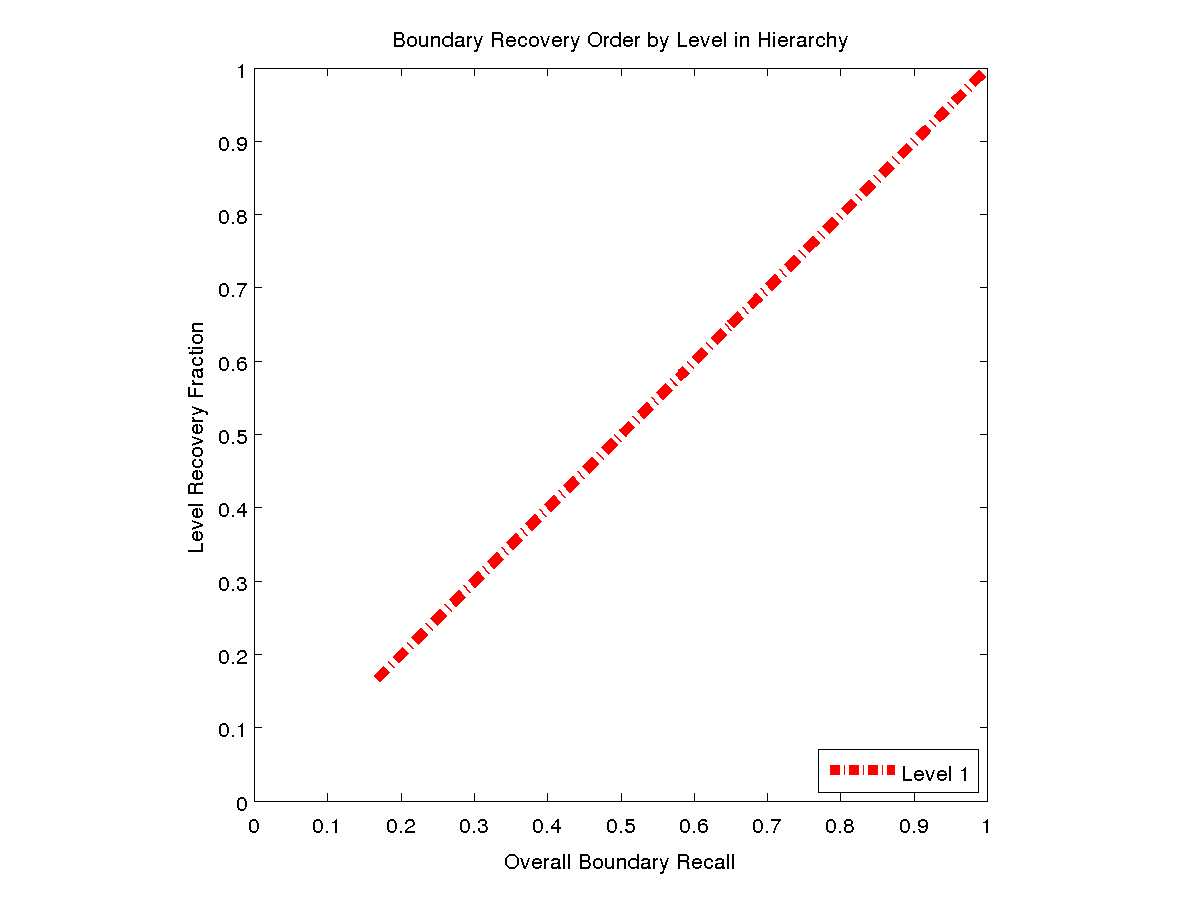 Boundary Recovery Order by Level in Hierarchy
1
0.9
0.8
0.7
0.6
0.5
0.4
0.3
0.2
0.1
0
Level Recovery Fraction
Level 1
0 0.1 0.2 0.3 0.4 0.5 0.6 0.7 0.8 0.9 1
Overall Boundary Recall